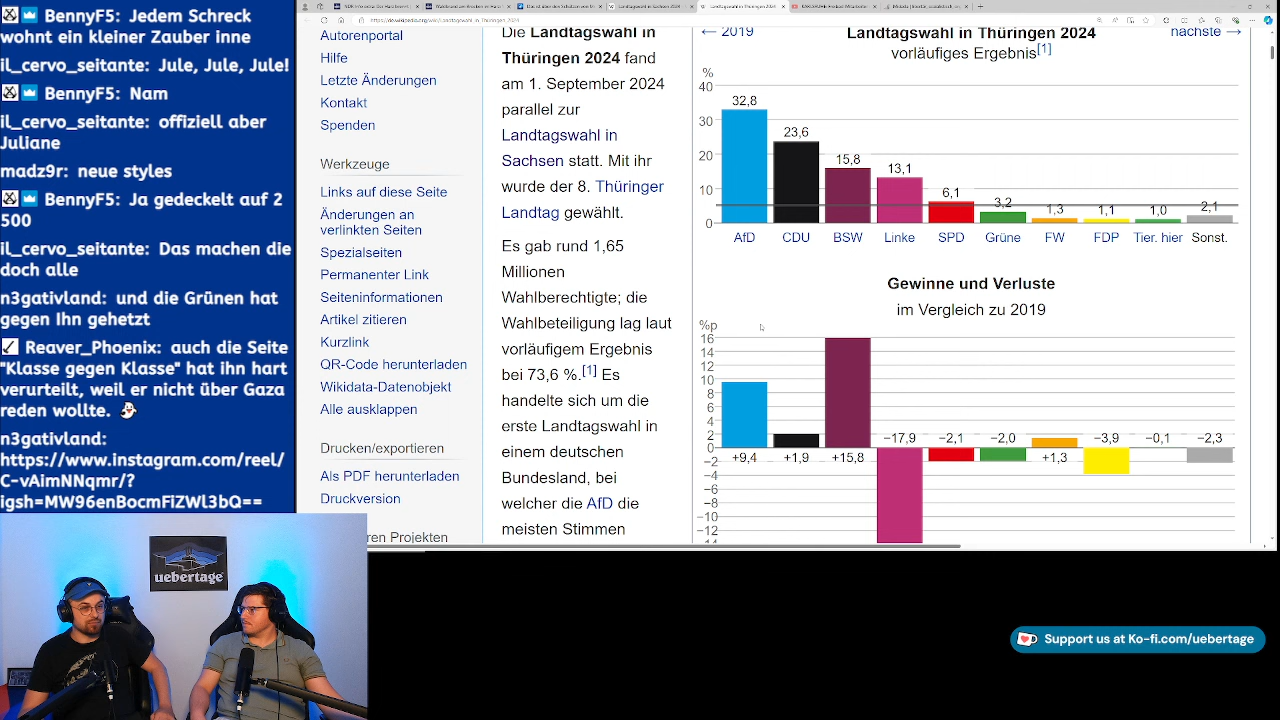 BennyF5: Jedem Schreck
wohnt ein kleiner Zauber inne
il_cervo_seitante: Jule, Jule, Jule!
BennyF5: Nam
il_cervo_seitante: offiziell aber
Juliane
madz9r: neue styles
BennyF5: Ja gedeckelt auf 2
500
il_cervo_seitante: Das machen die
doch alle
n3gativland: und die Grünen hat
gegen Ihn gehetzt
Reaver_Phoenix: auch die Seite
"Klasse gegen Klasse" hat ihn hart
verurteilt, weil er nicht über Gaza
reden wollte.
n3gativland:
https://www.instagram.com/reel/
C-vAimNNqmr/?
igsh=MW96enBocmFiZWl3bQ==
https://de.wikipedia.org/wiki/Landtagswahl_in_Thüringen_2024
Autorenportal
Hilfe
Letzte Änderungen
Kontakt
Spenden
Werkzeuge
Links auf diese Seite
Änderungen an
verlinkten Seiten
Spezialseiten
Permanenter Link
Seiteninformationen
Artikel zitieren
Kurzlink
QR-Code herunterladen
Wikidata-Datenobjekt
Alle ausklappen
Drucken/exportieren
Als PDF herunterladen
Druckversion
ren Projekten
Die Landtagswahl in
Thüringen 2024 fand
am 1. September 2024
parallel zur
Landtagswahl in
Sachsen statt. Mit ihr
wurde der 8. Thüringer
Landtag gewählt.
Es gab rund 1,65
Millionen
Wahlberechtigte; die
Wahlbeteiligung lag laut
vorläufigem Ergebnis
bei 73,6 %.[1] Es
handelte sich um die
erste Landtagswahl in
einem deutschen
Bundesland, bei
welcher die AfD die
meisten Stimmen
← 2019 Landtagswahl in Thüringen 2024 nächste →
vorläufiges Ergebnis[1]
%
40
30
20
10
0
32,8 23,6 15,8 13,1 6,1 3,2 1,3 1,1 1,0 2,1
AfD CDU BSW Linke SPD Grüne FW FDP Tier. hier Sonst.
Gewinne und Verluste
im Vergleich zu 2019
%p
16
14
12
10
8
6
4
2
0
−2
−4
−6
−8
−10
−12
−14
+9,4 +1,9 +15,8 −17,9 −2,1 −2,0 +1,3 −3,9 −0,1 −2,3
uebertage
Support us at Ko-fi.com/uebertage